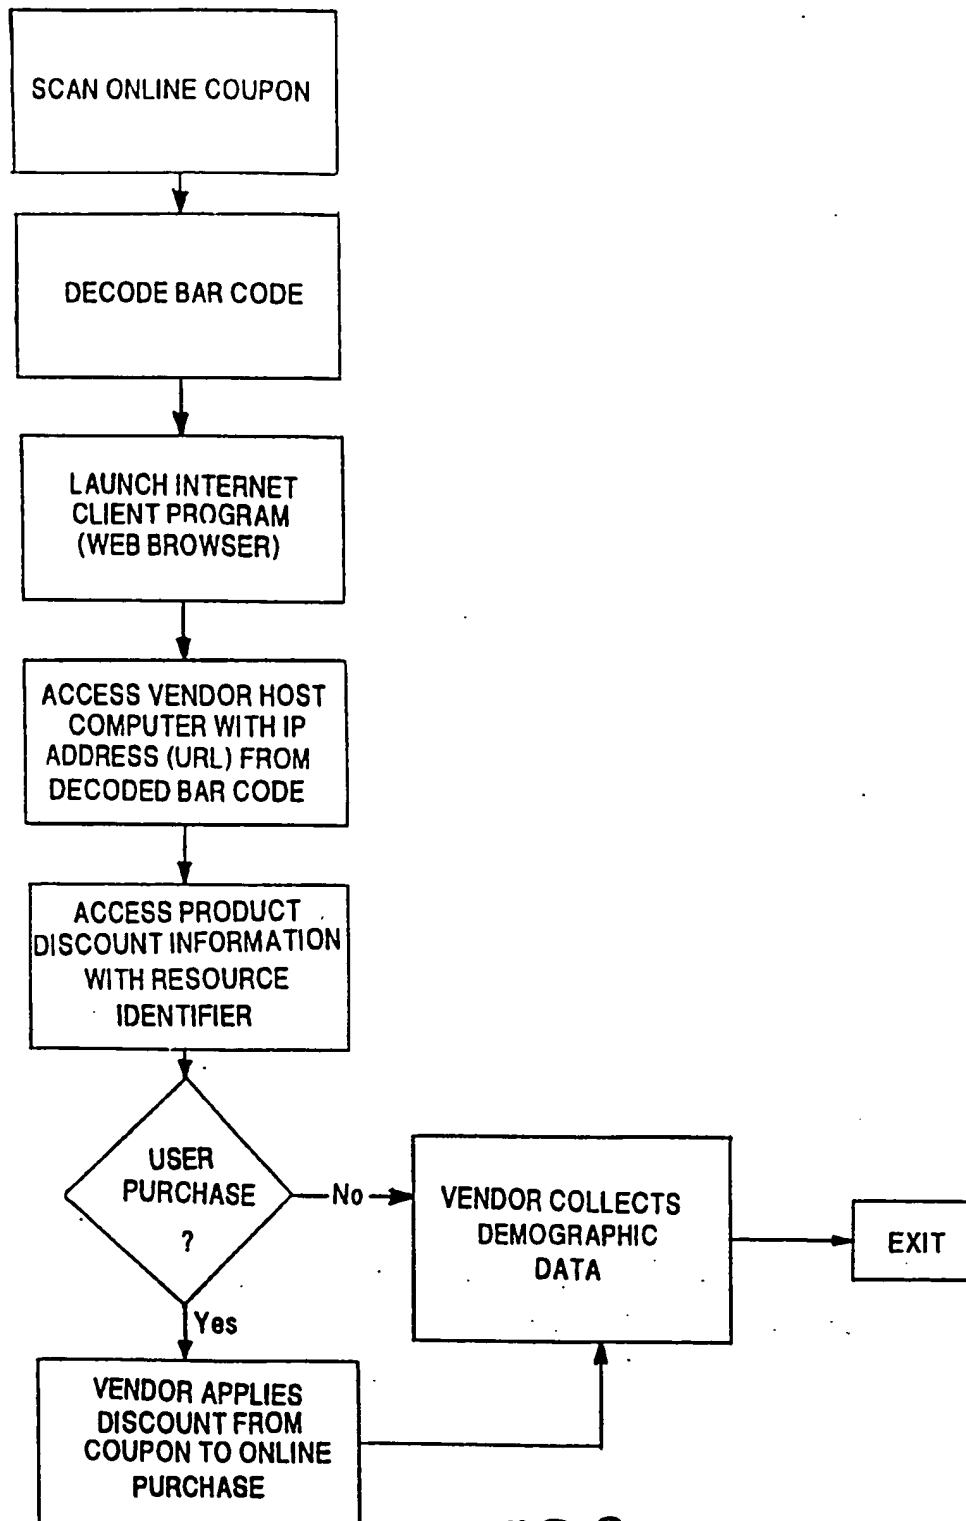 SCAN ONLINE COUPON
DECODE BAR CODE
LAUNCH INTERNET
CLIENT PROGRAM
(WEB BROWSER)
ACCESS VENDOR HOST
COMPUTER WITH IP
ADDRESS (URL) FROM
DECODED BAR CODE
ACCESS PRODUCT
DISCOUNT INFORMATION
WITH RESOURCE
IDENTIFIER
USER
PURCHASE
?
No
VENDOR COLLECTS
DEMOGRAPHIC
DATA
EXIT
Yes
VENDOR APPLIES
DISCOUNT FROM
COUPON TO ONLINE
PURCHASE